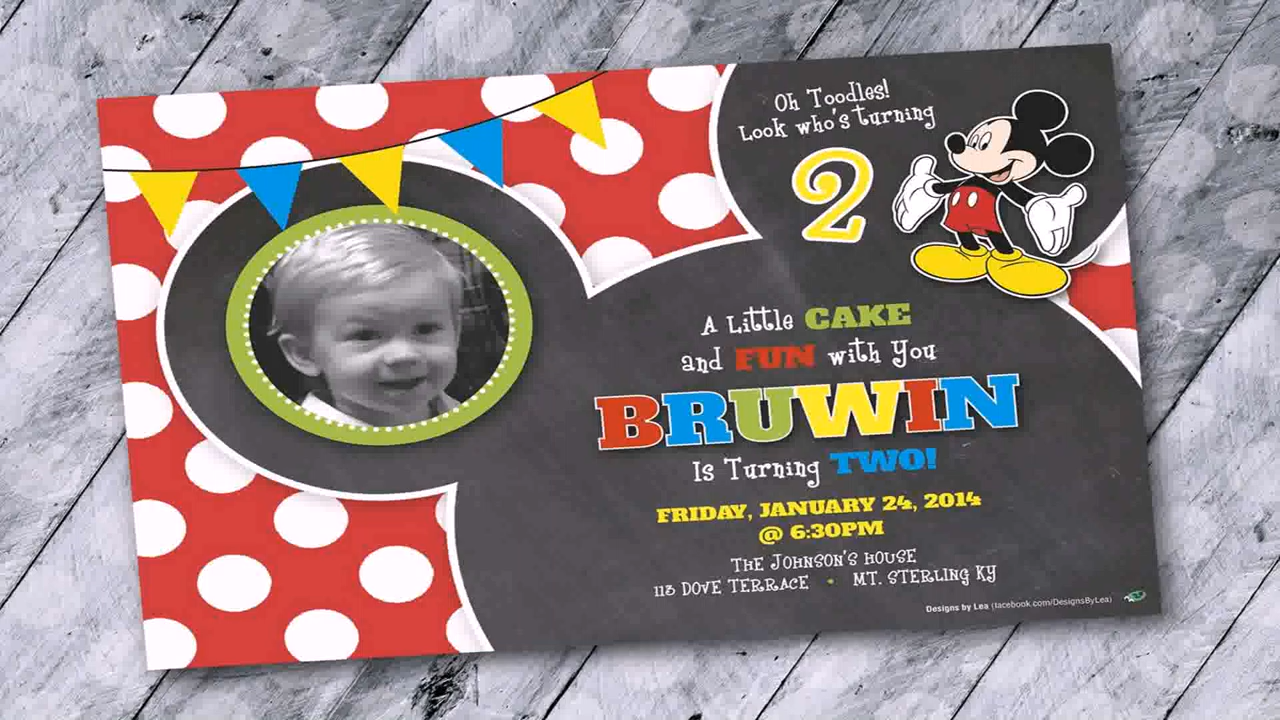 Oh Toodles!
Look who's turning
2
A Little CAKE
and FUN with You
BRUWIN
Is Turning TWO!
FRIDAY, JANUARY 24, 2014
@ 6:30PM
THE JOHNSON'S HOUSE
113 DOVE TERRACE • MT. STERLING KY
Designs by Lea (facebook.com/DesignsByLea)